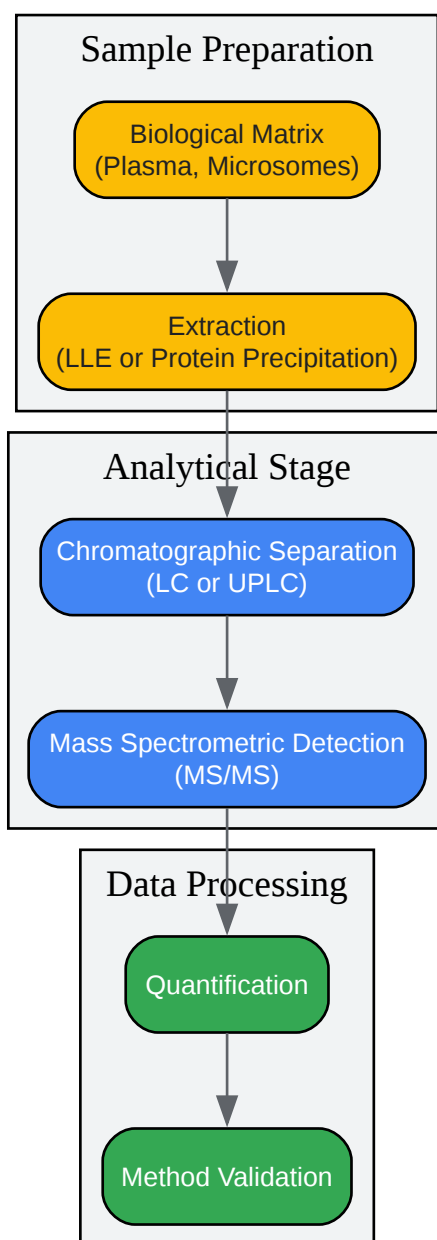 Sample Preparation
Biological Matrix
(Plasma, Microsomes)
Extraction
(LLE or Protein Precipitation)
Analytical Stage
Chromatographic Separation
(LC or UPLC)
Mass Spectrometric Detection
(MS/MS)
Data Processing
Quantification
Method Validation